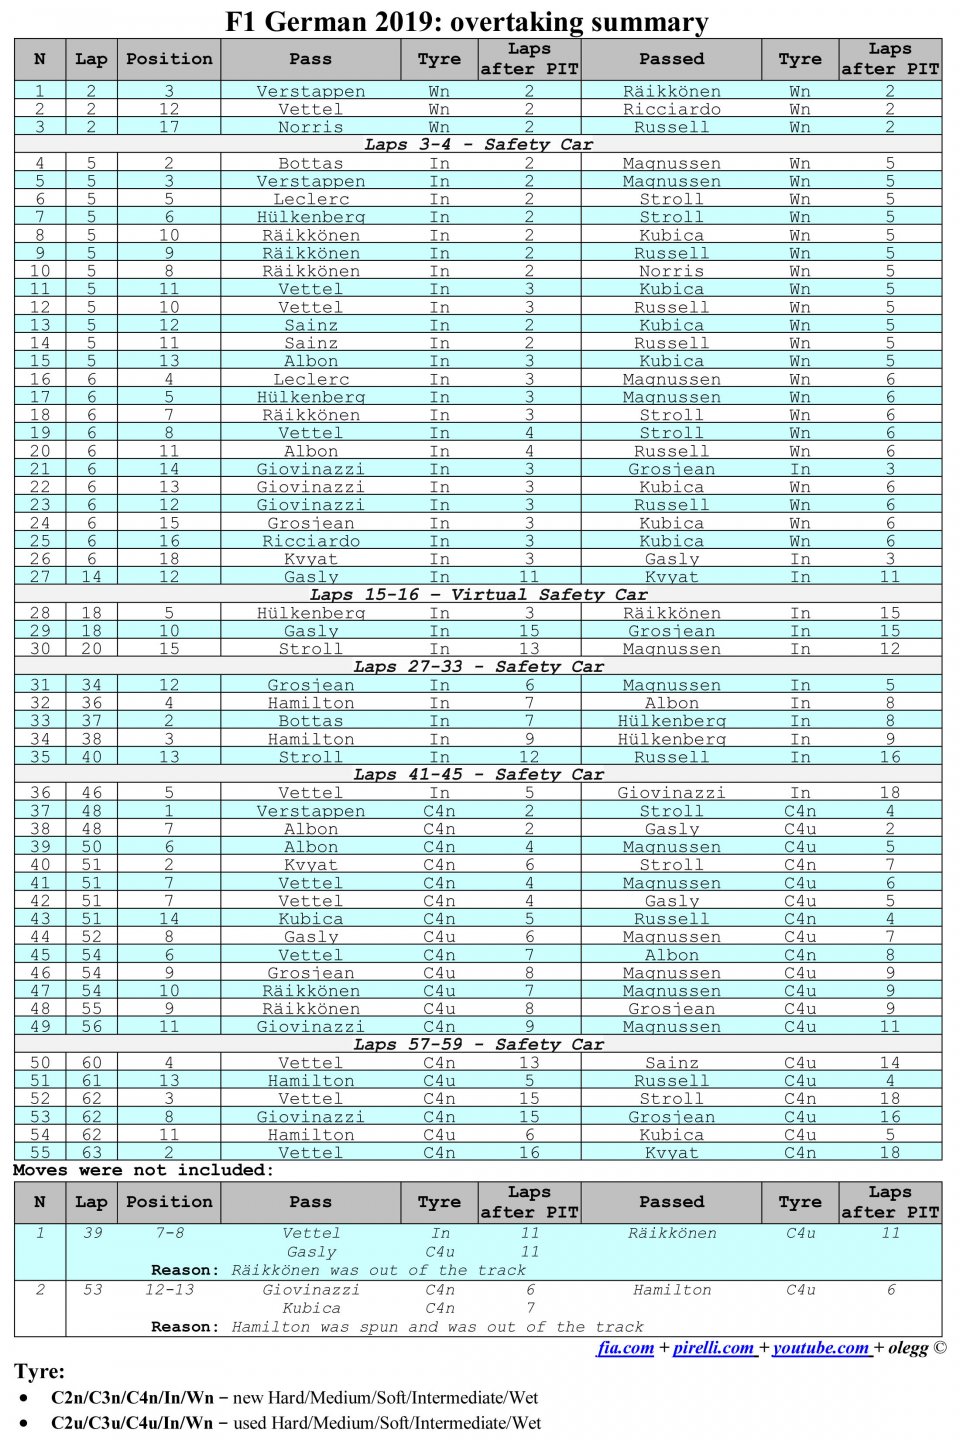 F1 German 2019: overtaking summary
N Lap Position Pass Tyre Laps after PIT Passed Tyre Laps after PIT
1 2 3 Verstappen Wn 2 Räikkönen Wn 2
2 2 12 Vettel Wn 2 Ricciardo Wn 2
3 2 17 Norris Wn 2 Russell Wn 2
Laps 3-4 - Safety Car
4 5 2 Bottas In 2 Magnussen Wn 5
5 5 3 Verstappen In 2 Magnussen Wn 5
6 5 5 Leclerc In 2 Stroll Wn 5
7 5 6 Hülkenberg In 2 Stroll Wn 5
8 5 10 Räikkönen In 2 Kubica Wn 5
9 5 9 Räikkönen In 2 Russell Wn 5
10 5 8 Räikkönen In 2 Norris Wn 5
11 5 11 Vettel In 3 Kubica Wn 5
12 5 10 Vettel In 3 Russell Wn 5
13 5 12 Sainz In 2 Kubica Wn 5
14 5 11 Sainz In 2 Russell Wn 5
15 5 13 Albon In 3 Kubica Wn 5
16 6 4 Leclerc In 3 Magnussen Wn 6
17 6 5 Hülkenberg In 3 Magnussen Wn 6
18 6 7 Räikkönen In 3 Stroll Wn 6
19 6 8 Vettel In 4 Stroll Wn 6
20 6 11 Albon In 4 Russell Wn 6
21 6 14 Giovinazzi In 3 Grosjean In 3
22 6 13 Giovinazzi In 3 Kubica Wn 6
23 6 12 Giovinazzi In 3 Russell Wn 6
24 6 15 Grosjean In 3 Kubica Wn 6
25 6 16 Ricciardo In 3 Kubica Wn 6
26 6 18 Kvyat In 3 Gasly In 3
27 14 12 Gasly In 11 Kvyat In 11
Laps 15-16 – Virtual Safety Car
28 18 5 Hülkenberg In 3 Räikkönen In 15
29 18 10 Gasly In 15 Grosjean In 15
30 20 15 Stroll In 13 Magnussen In 12
Laps 27-33 - Safety Car
31 34 12 Grosjean In 6 Magnussen In 5
32 36 4 Hamilton In 7 Albon In 8
33 37 2 Bottas In 7 Hülkenberg In 8
34 38 3 Hamilton In 9 Hülkenberg In 9
35 40 13 Stroll In 12 Russell In 16
Laps 41-45 - Safety Car
36 46 5 Vettel In 5 Giovinazzi In 18
37 48 1 Verstappen C4n 2 Stroll C4n 4
38 48 7 Albon C4n 2 Gasly C4u 2
39 50 6 Albon C4n 4 Magnussen C4u 5
40 51 2 Kvyat C4n 6 Stroll C4n 7
41 51 7 Vettel C4n 4 Magnussen C4u 6
42 51 7 Vettel C4n 4 Gasly C4u 5
43 51 14 Kubica C4n 5 Russell C4n 4
44 52 8 Gasly C4u 6 Magnussen C4u 7
45 54 6 Vettel C4n 7 Albon C4n 8
46 54 9 Grosjean C4u 8 Magnussen C4u 9
47 54 10 Räikkönen C4u 7 Magnussen C4u 9
48 55 9 Räikkönen C4u 8 Grosjean C4u 9
49 56 11 Giovinazzi C4n 9 Magnussen C4u 11
Laps 57-59 - Safety Car
50 60 4 Vettel C4n 13 Sainz C4u 14
51 61 13 Hamilton C4u 5 Russell C4u 4
52 62 3 Vettel C4n 15 Stroll C4n 18
53 62 8 Giovinazzi C4n 15 Grosjean C4u 16
54 62 11 Hamilton C4u 6 Kubica C4u 5
55 63 2 Vettel C4n 16 Kvyat C4n 18
Moves were not included:
N Lap Position Pass Tyre Laps after PIT Passed Tyre Laps after PIT
1 39 7-8 Vettel In 11 Räikkönen C4u 11
Gasly C4u 11
Reason: Räikkönen was out of the track
2 53 12-13 Giovinazzi C4n 6 Hamilton C4u 6
Kubica C4n 7
Reason: Hamilton was spun and was out of the track
fia.com + pirelli.com + youtube.com + olegg ©
Tyre:
• C2n/C3n/C4n/In/Wn – new Hard/Medium/Soft/Intermediate/Wet
• C2u/C3u/C4u/In/Wn – used Hard/Medium/Soft/Intermediate/Wet